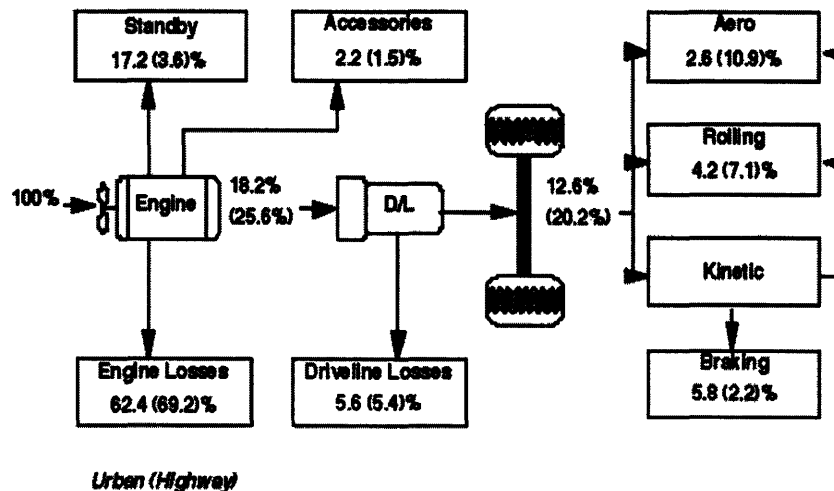 Standby
17.2 (3.6)%
Accessories
2.2 (1.5)%
Aero
2.6 (10.9)%
Rolling
4.2 (7.1)%
100%
Engine
18.2%
(25.6%)
D/L
12.6%
(20.2%)
Kinetic
Engine Losses
62.4 (69.2)%
Driveline Losses
5.6 (5.4)%
Braking
5.8 (2.2)%
Urban (Highway)